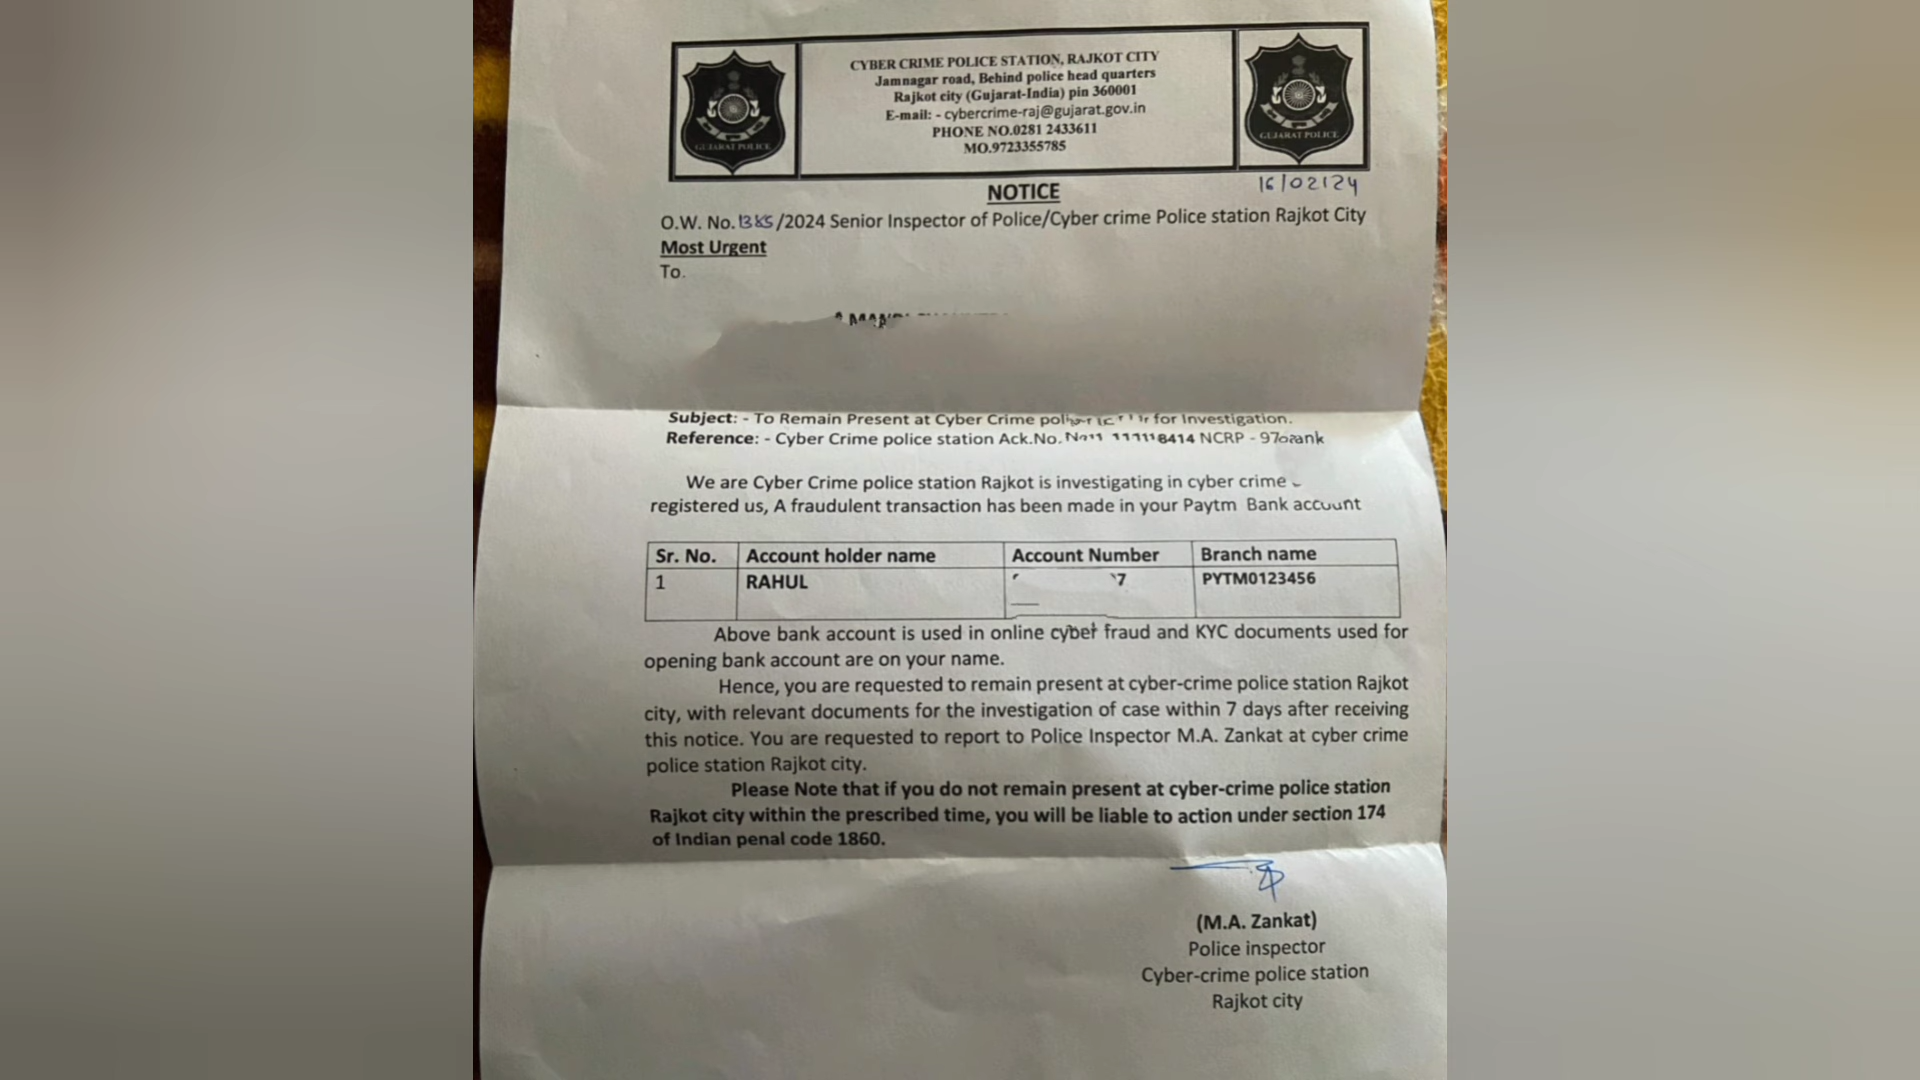 CYBER CRIME POLICE STATION, RAJKOT CITY
Jamnagar road, Behind police head quarters
Rajkot city (Gujarat-India) pin 360001
E-mail: - cybercrime-raj@gujarat.gov.in
PHONE NO.0281 2433611
MO.9723355785
GUJARAT POLICE
GUJARAT POLICE
NOTICE
16/02/24
O.W. No. /2024 Senior Inspector of Police/Cyber crime Police station Rajkot City
Most Urgent
To.
Subject: - To Remain Present at Cyber Crime for Investigation.
Reference: - Cyber Crime police station Ack.No. NCRP -
We are Cyber Crime police station Rajkot is investigating in cyber crime
registered us, A fraudulent transaction has been made in your Paytm Bank account
Sr. No. Account holder name Account Number Branch name
1 RAHUL 7 PYTM0123456
Above bank account is used in online cyber fraud and KYC documents used for
opening bank account are on your name.
Hence, you are requested to remain present at cyber-crime police station Rajkot
city, with relevant documents for the investigation of case within 7 days after receiving
this notice. You are requested to report to Police Inspector M.A. Zankat at cyber crime
police station Rajkot city.
Please Note that if you do not remain present at cyber-crime police station
Rajkot city within the prescribed time, you will be liable to action under section 174
of Indian penal code 1860.
(M.A. Zankat)
Police inspector
Cyber-crime police station
Rajkot city